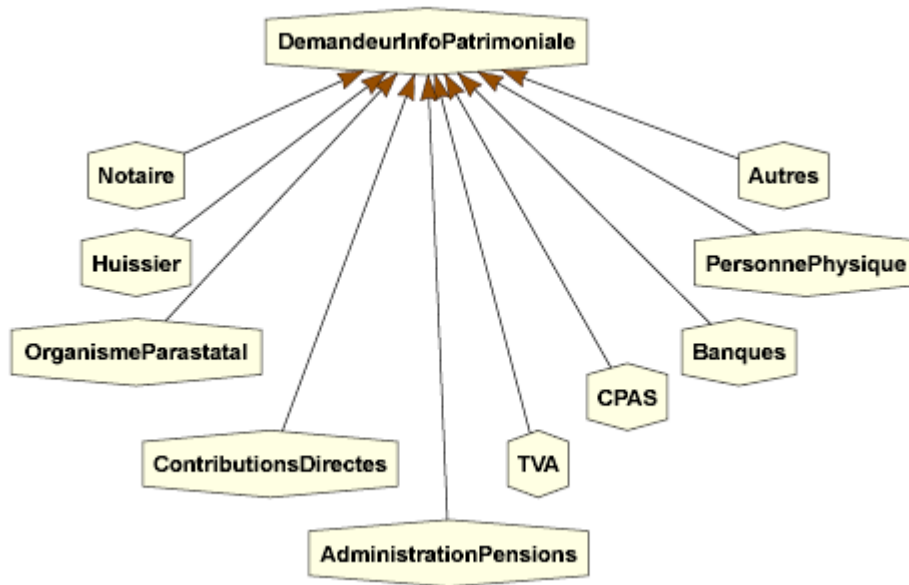 DemandeurInfoPatrimoniale
Notaire
Autres
Huissier
PersonnePhysique
OrganismeParastatal
Banques
CPAS
ContributionsDirectes
TVA
AdministrationPensions